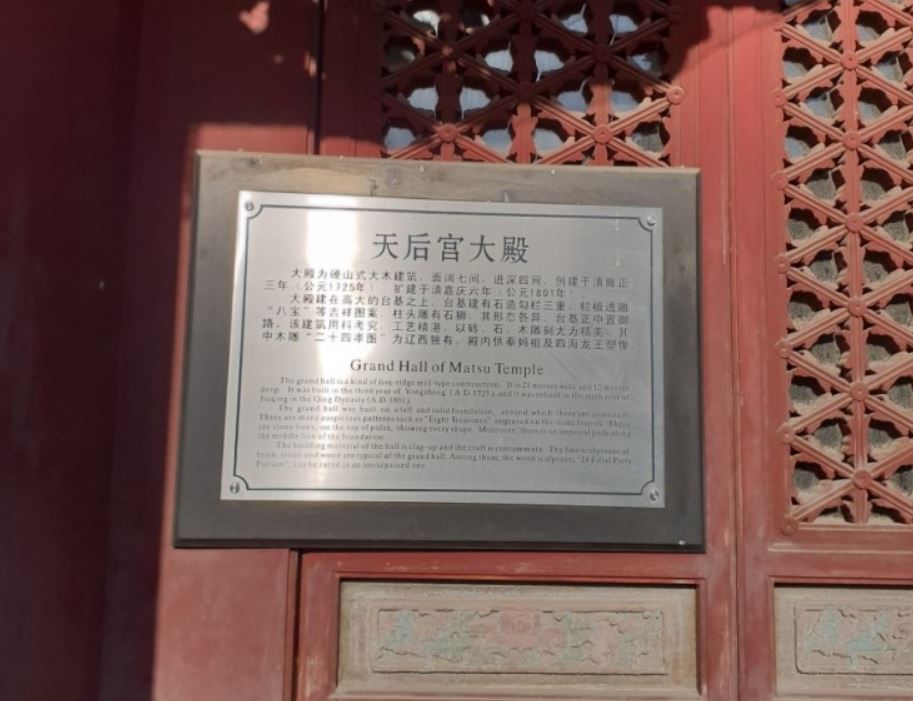 天后宫大殿
大殿为硬山式大木建筑，面阔七间，进深四间，创建于清雍正
三年（公元1725年） 扩建于清嘉庆六年（公元1801年）
大殿建在高大的台基之上，台基建有石造勾栏三重，栏板透雕
“八宝”等吉祥图案，柱头雕有石狮，其形态各异，台基正中置御
路，该建筑用料考究，工艺精湛，以砖、石、木雕刻尤为精美，其
中木雕“二十四孝图”为辽西独有，殿内供奉妈祖及四海龙王塑像
Grand Hall of Matsu Temple
The grand hall is a kind of five-ridge mill-type construction. It is 21 meters wide and 12 meters
deep. It was built in the third year of Yongzheng (A.D.1925), and it was rebuilt in the sixth year of
Jiaqing in the Qing Dynasty (A.D.1801).
The grand hall was built on a tall and solid foundation, around which there are stone rails.
There are many auspicious patterns such as "Eight Treasures" engraved on the stone boards. There
are stone lions, on the top of poles, showing every shape. Moreover, there is an imperial path along
the middle line of the foundation.
The building material of the hall is slap-up and the craft is consummate. The fine sculptures of
brick, stone and wood are typical of the grand hall. Among them, the wood sculpture, "24 Filial Piety
Picture", can be rated as an unsurpassed one.